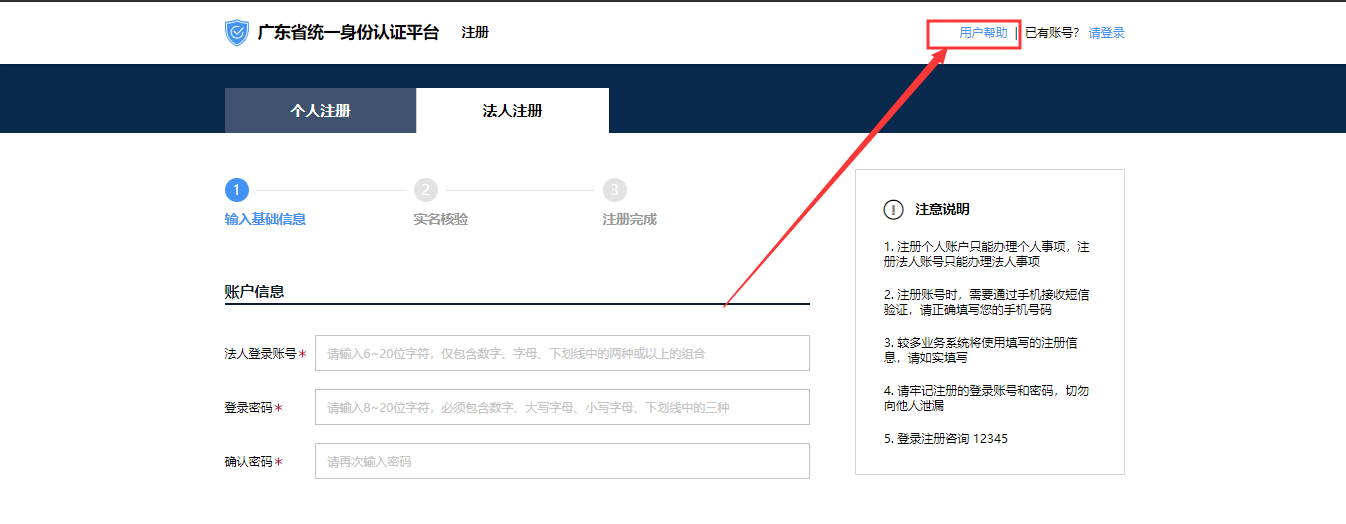 广东省统一身份认证平台 注册 用户帮助 | 已有账号? 请登录
个人注册 法人注册
1 2 3
输入基础信息 实名核验 注册完成
账户信息
法人登录账号* 请输入6~20位字符，仅包含数字、字母、下划线中的两种或以上的组合
登录密码* 请输入8~20位字符，必须包含数字、大写字母、小写字母、下划线中的三种
确认密码* 请再次输入密码
注意说明
1. 注册个人账户只能办理个人事项，注
册法人账号只能办理法人事项
2. 注册账号时，需要通过手机接收短信
验证，请正确填写您的手机号码
3. 较多业务系统将使用填写的注册信
息，请如实填写
4. 请牢记注册的登录账号和密码，切勿
向他人泄漏
5. 登录注册咨询 12345